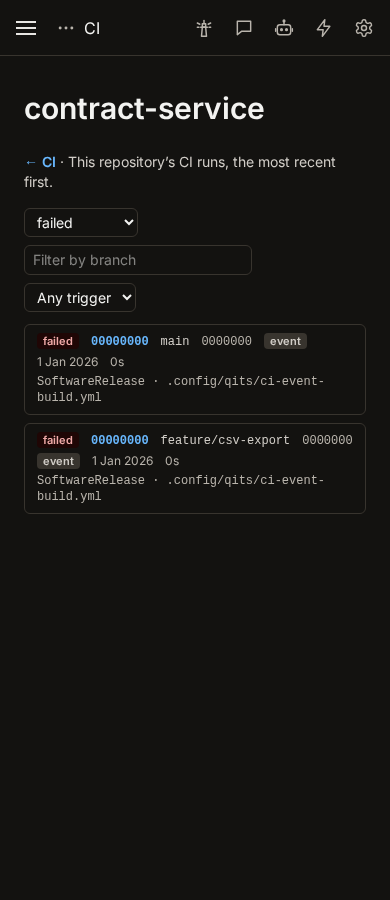 CI
contract-service
← CI · This repository's CI runs, the most recent
first.
failed
Filter by branch
Any trigger
failed 00000000 main 0000000 event
1 Jan 2026 0s
SoftwareRelease · .config/qits/ci-event-
build.yml
failed 00000000 feature/csv-export 0000000
event 1 Jan 2026 0s
SoftwareRelease · .config/qits/ci-event-
build.yml